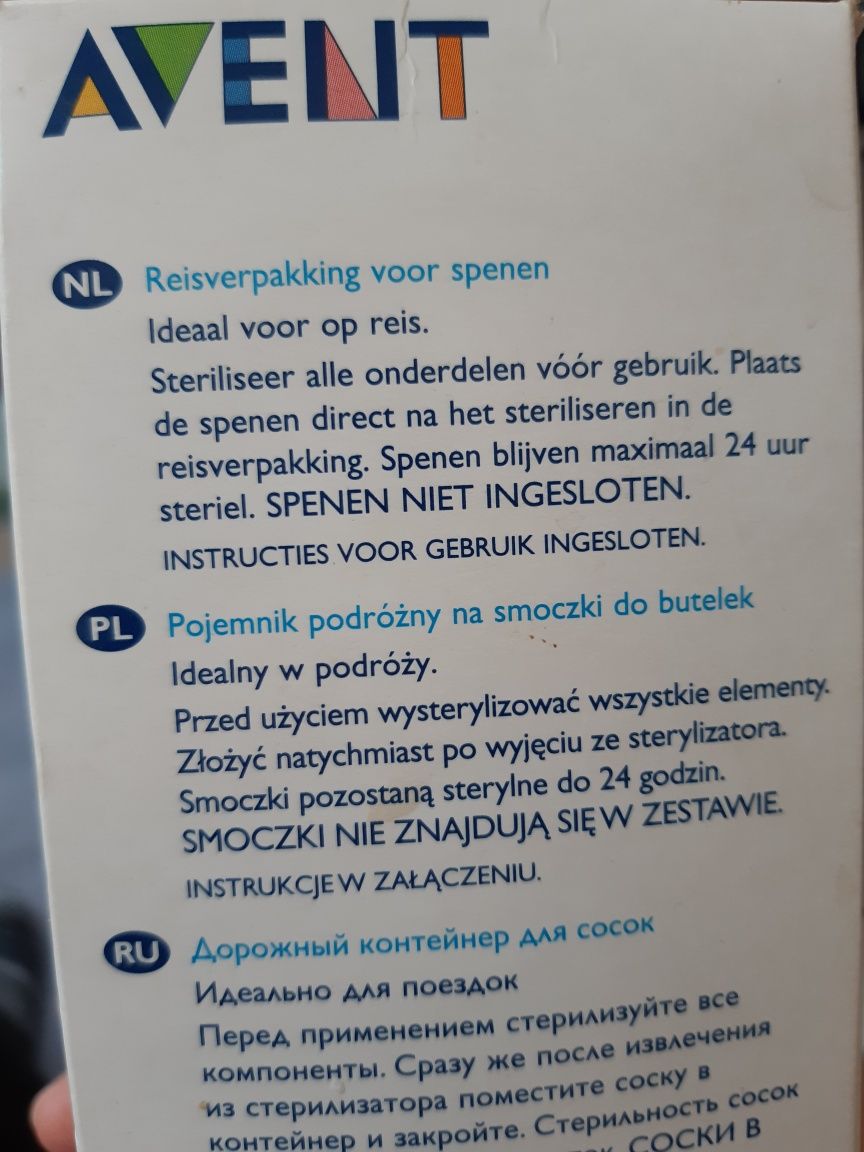 AVENT
NL Reisverpakking voor spenen
Ideaal voor op reis.
Steriliseer alle onderdelen vóór gebruik. Plaats
de spenen direct na het steriliseren in de
reisverpakking. Spenen blijven maximaal 24 uur
steriel. SPENEN NIET INGESLOTEN.
INSTRUCTIES VOOR GEBRUIK INGESLOTEN.
PL Pojemnik podróżny na smoczki do butelek
Idealny w podróży.
Przed użyciem wysterylizować wszystkie elementy.
Złożyć natychmiast po wyjęciu ze sterylizatora.
Smoczki pozostaną sterylne do 24 godzin.
SMOCZKI NIE ZNAJDUJĄ SIĘ W ZESTAWIE.
INSTRUKCJE W ZAŁĄCZENIU.
RU Дорожный контейнер для сосок
Идеально для поездок
Перед применением стерилизуйте все
компоненты. Сразу же после извлечения
из стерилизатора поместите соску в
контейнер и закройте. Стерильность сосок
СОСКИ В